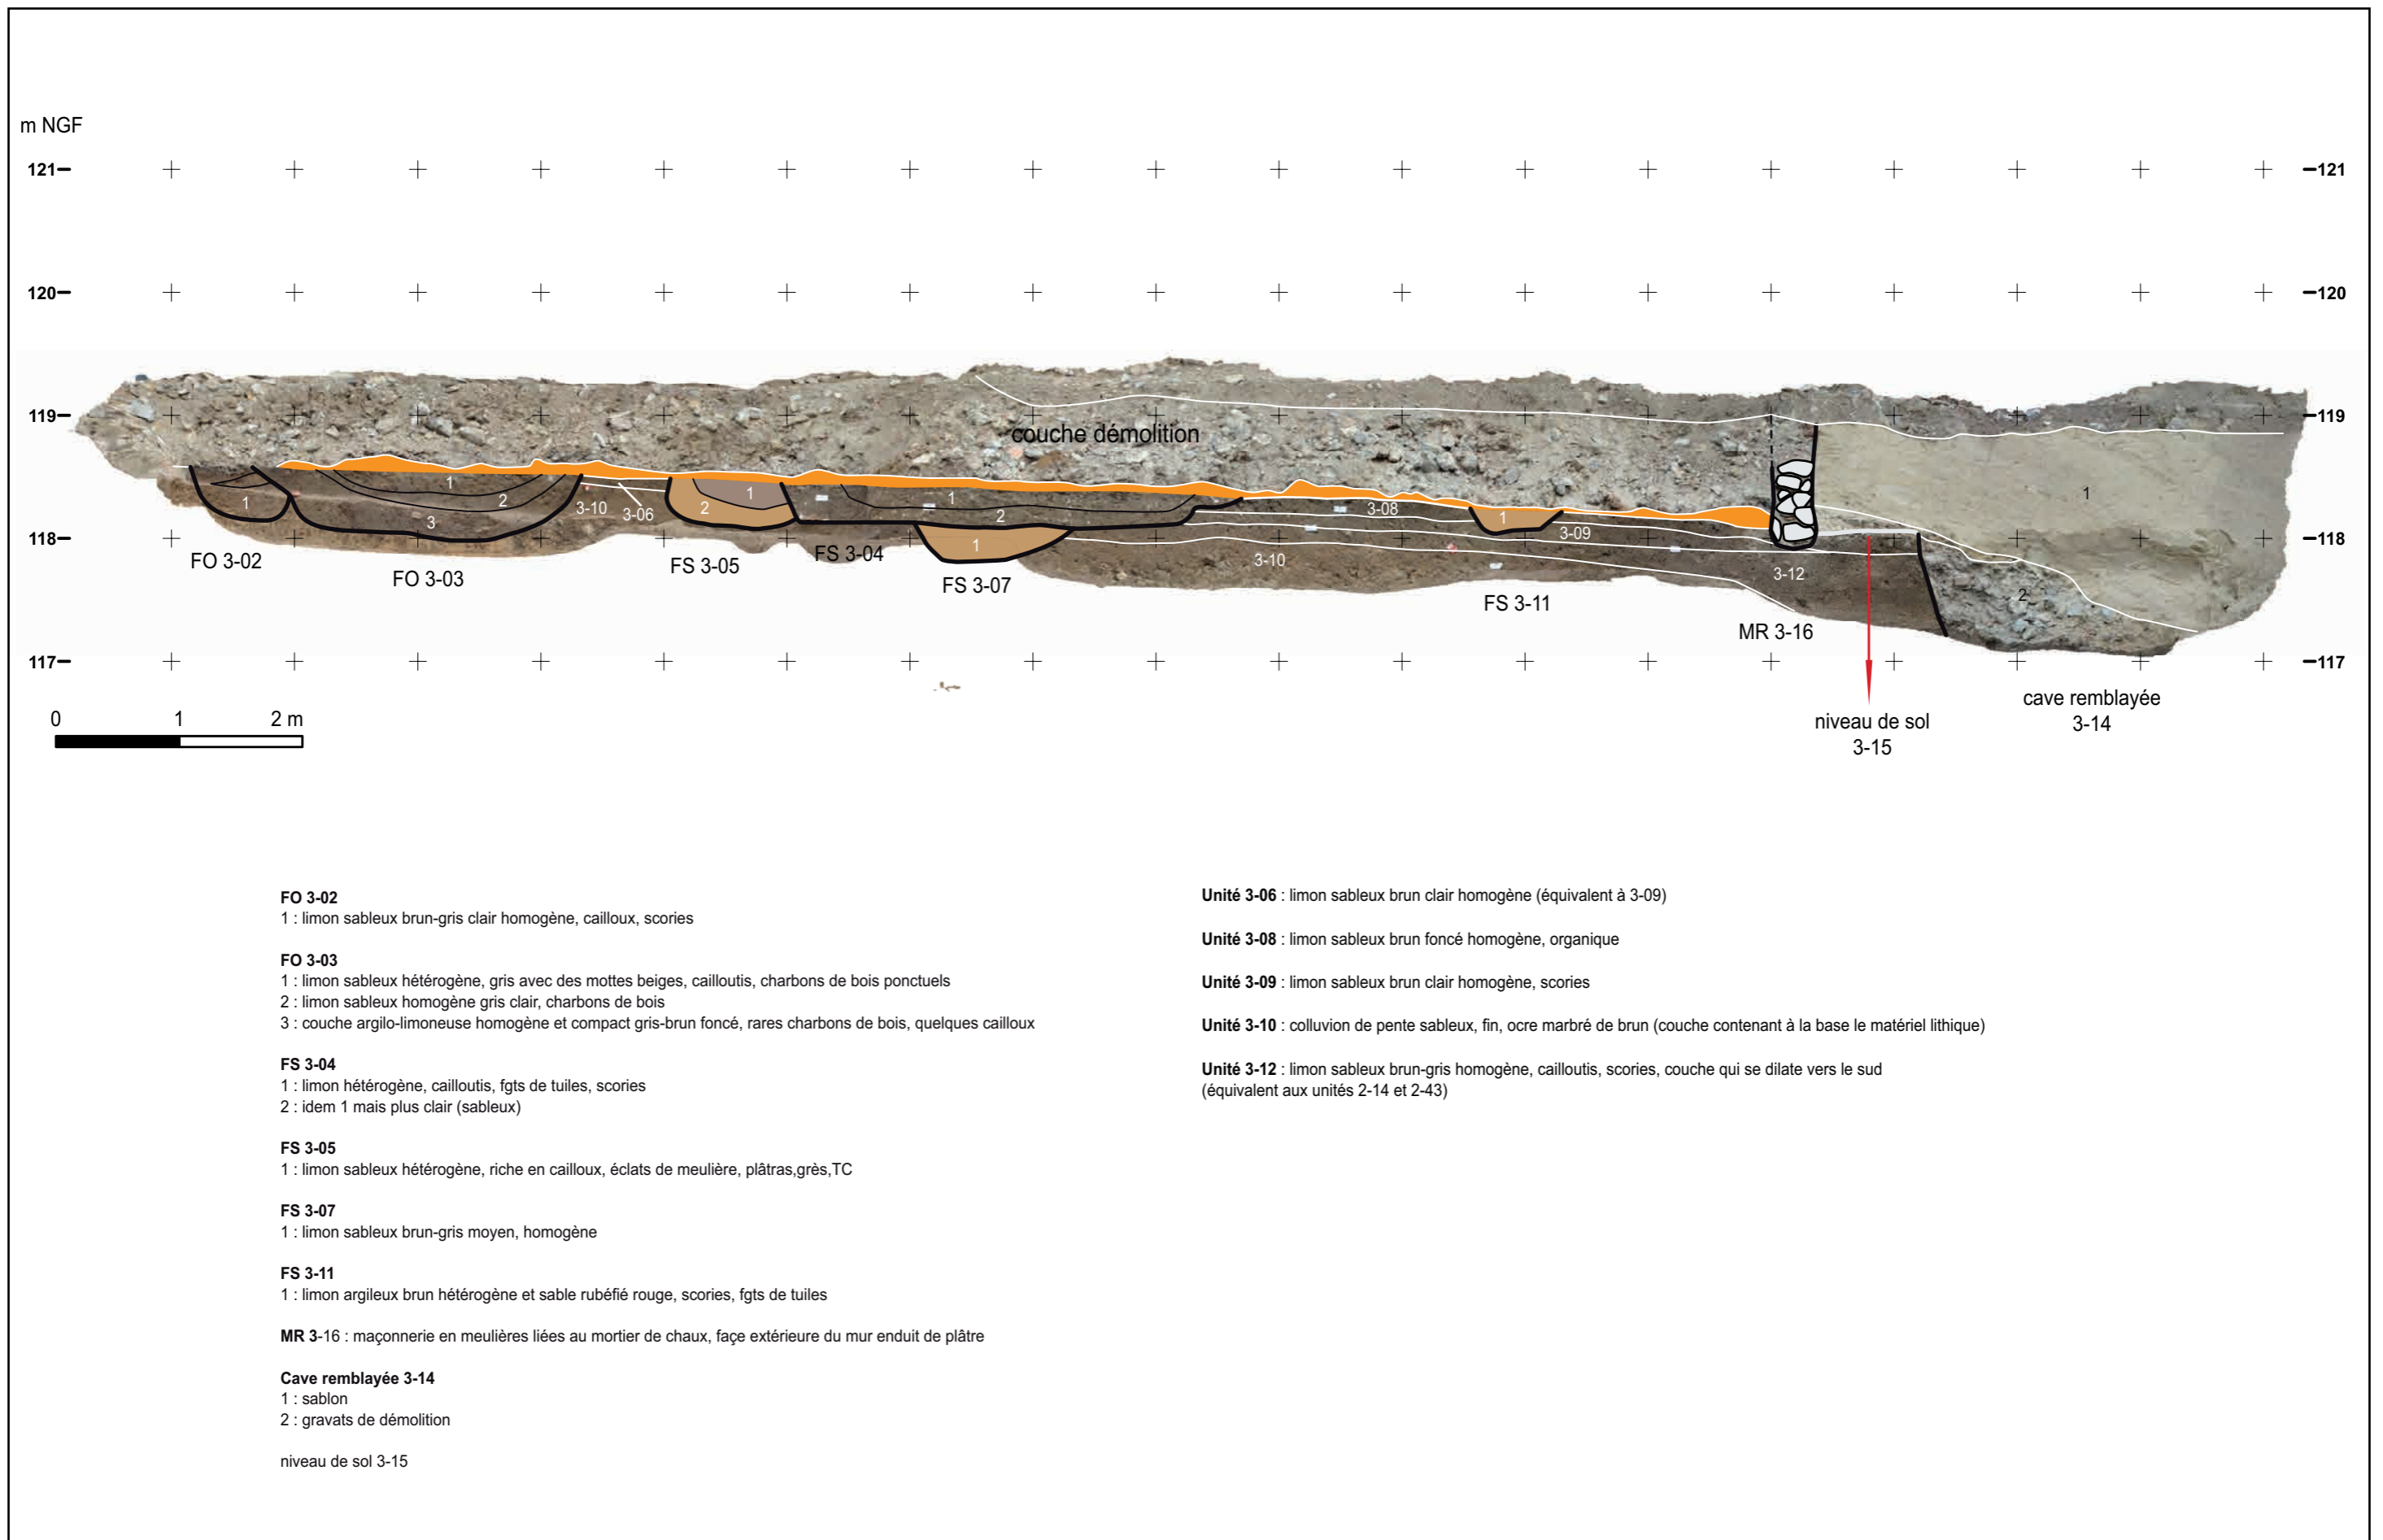 m NGF
121 121
120 120
119 119
couche démolition
1 1 1
1 2 1 2 1 3-08 1
3 3-10 3-06 2 3-09
118 118
FO 3-02 FS 3-04 1 3-10 3-12
FO 3-03 FS 3-05 FS 3-07 FS 3-11 2
MR 3-16
117 117
cave remblayée
3-14
0 1 2 m
niveau de sol
3-15
FO 3-02
1 : limon sableux brun-gris clair homogène, cailloux, scories
FO 3-03
1 : limon sableux hétérogène, gris avec des mottes beiges, cailloutis, charbons de bois ponctuels
2 : limon sableux homogène gris clair, charbons de bois
3 : couche argilo-limoneuse homogène et compact gris-brun foncé, rares charbons de bois, quelques cailloux
FS 3-04
1 : limon hétérogène, cailloutis, fgts de tuiles, scories
2 : idem 1 mais plus clair (sableux)
FS 3-05
1 : limon sableux hétérogène, riche en cailloux, éclats de meulière, plâtras,grès,TC
FS 3-07
1 : limon sableux brun-gris moyen, homogène
FS 3-11
1 : limon argileux brun hétérogène et sable rubéfié rouge, scories, fgts de tuiles
MR 3-16 : maçonnerie en meulières liées au mortier de chaux, façe extérieure du mur enduit de plâtre
Cave remblayée 3-14
1 : sablon
2 : gravats de démolition
niveau de sol 3-15
Unité 3-06 : limon sableux brun clair homogène (équivalent à 3-09)
Unité 3-08 : limon sableux brun foncé homogène, organique
Unité 3-09 : limon sableux brun clair homogène, scories
Unité 3-10 : colluvion de pente sableux, fin, ocre marbré de brun (couche contenant à la base le matériel lithique)
Unité 3-12 : limon sableux brun-gris homogène, cailloutis, scories, couche qui se dilate vers le sud
(équivalent aux unités 2-14 et 2-43)